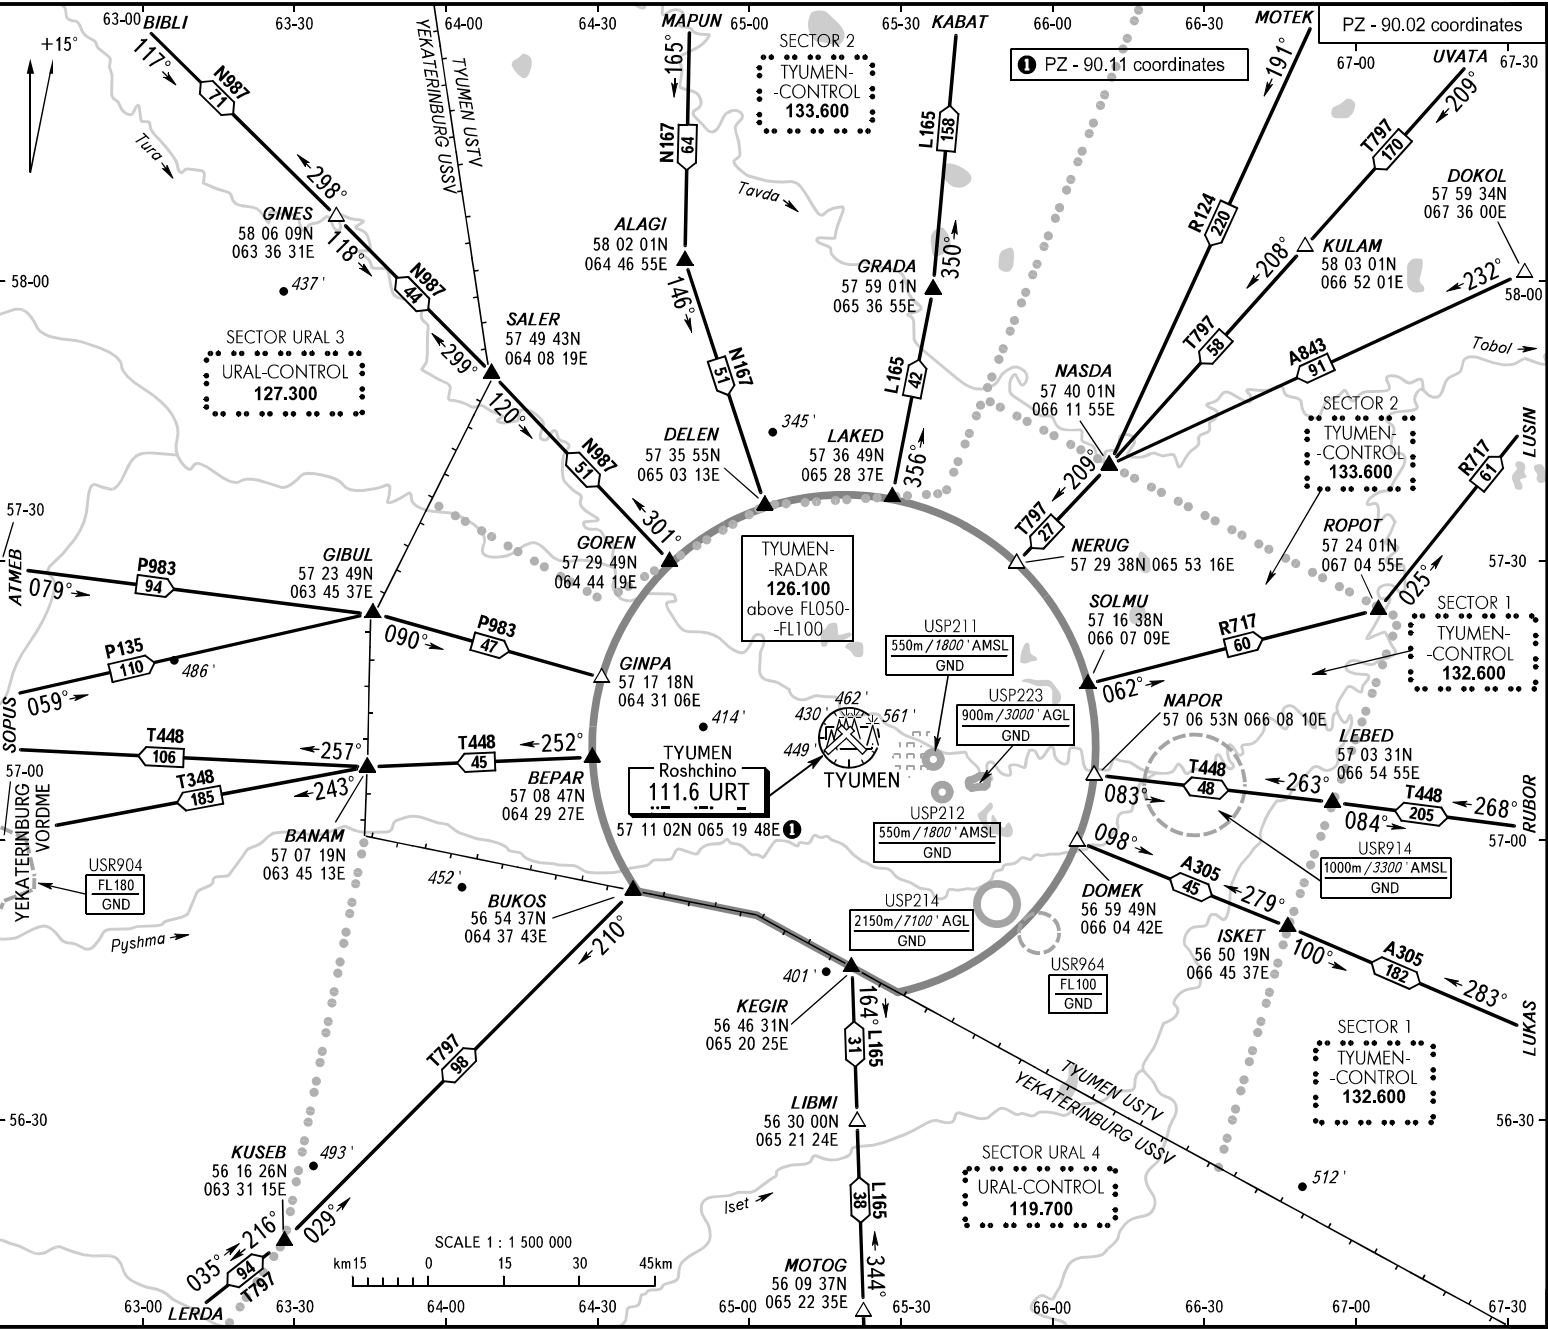 63-00
BIBLI
63-30
64-00
64-30
MAPUN
65-00
65-30
KABAT
66-00
66-30
MOTEK
PZ - 90.02 coordinates
67-00
UVATA
67-30
+15°
❶ PZ - 90.11 coordinates
SECTOR 2
TYUMEN-
-CONTROL
133.600
TYUMEN USTV
YEKATERINBURG USSV
117°
N987
71
Tura
298°
GINES
58 06 09N
063 36 31E
118°
N987
44
437'
58-00
299°
SALER
57 49 43N
064 08 19E
SECTOR URAL 3
URAL-CONTROL
127.300
120°
N987
51
301°
GOREN
57 29 49N
064 44 19E
165°
N167
64
Tavda
ALAGI
58 02 01N
064 46 55E
146°
N167
51
345'
DELEN
57 35 55N
065 03 13E
L165
158
350°
GRADA
57 59 01N
065 36 55E
L165
42
LAKED
57 36 49N
065 28 37E
356°
191°
R124
220
209°
T797
170
DOKOL
57 59 34N
067 36 00E
KULAM
58 03 01N
066 52 01E
208°
T797
58
232°
58-00
Tobol
A843
91
NASDA
57 40 01N
066 11 55E
209°
T797
27
NERUG
57 29 38N 065 53 16E
SECTOR 2
TYUMEN-
-CONTROL
133.600
LUSIN
R717
61
ROPOT
57 24 01N
067 04 55E
025°
57-30
57-30
ATMEB
P983
94
079°
GIBUL
57 23 49N
063 45 37E
090°
P983
47
P135
110
486'
059°
SOPUS
GINPA
57 17 18N
064 31 06E
TYUMEN-
-RADAR
126.100
above FL050-
-FL100
SOLMU
57 16 38N
066 07 09E
R717
60
062°
SECTOR 1
TYUMEN-
-CONTROL
132.600
USP211
550m / 1800' AMSL
GND
USP223
900m / 3000' AGL
GND
NAPOR
57 06 53N 066 08 10E
414'
430'
462'
561'
449'
TYUMEN
TYUMEN
Roshchino
111.6 URT
57 11 02N 065 19 48E ❶
T448
106
257°
T448
45
252°
BEPAR
57 08 47N
064 29 27E
57-00
T348
185
243°
BANAM
57 07 19N
063 45 13E
YEKATERINBURG
VORDME
USR904
FL180
GND
USP212
550m / 1800' AMSL
GND
083°
T448
48
263°
LEBED
57 03 31N
066 54 55E
084°
T448
205
268°
RUBOR
57-00
USR914
1000m / 3300' AMSL
GND
098°
A305
45
279°
DOMEK
56 59 49N
066 04 42E
ISKET
56 50 19N
066 45 37E
100°
A305
182
283°
LUKAS
452'
BUKOS
56 54 37N
064 37 43E
210°
Pyshma
USP214
2150m / 7100' AGL
GND
USR964
FL100
GND
401'
KEGIR
56 46 31N
065 20 25E
164°
L165
31
T797
98
TYUMEN USTV
YEKATERINBURG USSV
SECTOR 1
TYUMEN-
-CONTROL
132.600
56-30
LIBMI
56 30 00N
065 21 24E
56-30
KUSEB
56 16 26N
063 31 15E
493'
SECTOR URAL 4
URAL-CONTROL
119.700
512'
Iset
L165
38
216°
035°
029°
94
T797
LERDA
SCALE 1 : 1 500 000
km15 0 15 30 45km
MOTOG
56 09 37N
065 22 35E
344°
63-00
63-30
64-00
64-30
65-00
65-30
66-00
66-30
67-00
67-30